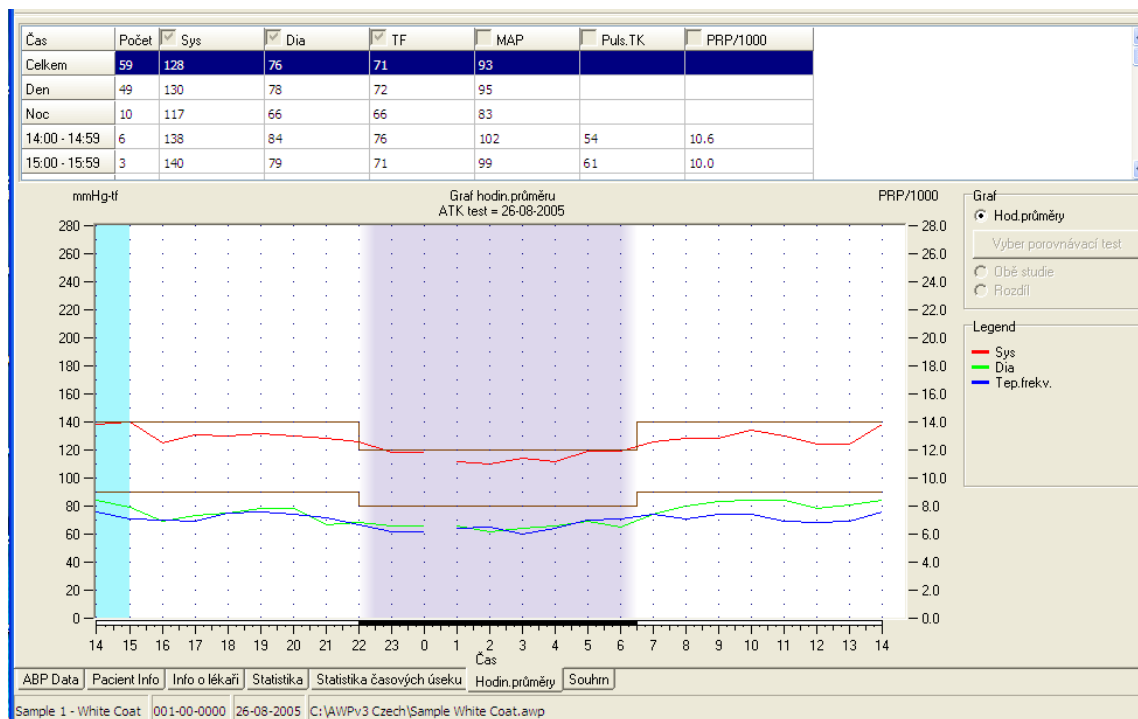 Čas Počet Sys Dia TF MAP Puls.TK PRP/1000
Celkem 59 128 76 71 93
Den 49 130 78 72 95
Noc 10 117 66 66 83
14:00 - 14:59 6 138 84 76 102 54 10.6
15:00 - 15:59 3 140 79 71 99 61 10.0
mmHg-tf Graf hodin.průměru PRP/1000
ATK test = 26-08-2005
280 28.0
260 26.0
240 24.0
220 22.0
200 20.0
180 18.0
160 16.0
140 14.0
120 12.0
100 10.0
80 8.0
60 6.0
40 4.0
20 2.0
0 0.0
14 15 16 17 18 19 20 21 22 23 0 1 2 3 4 5 6 7 8 9 10 11 12 13 14
Čas
Graf
Hod.průměry
Vyber porovnávací test
Obě studie
Rozdíl
Legend
Sys
Dia
Tep.frekv.
ABP Data Pacient Info Info o lékaři Statistika Statistika časových úseku Hodin.průměry Souhrn
Sample 1 - White Coat 001-00-0000 26-08-2005 C:\AWPv3 Czech\Sample White Coat.awp